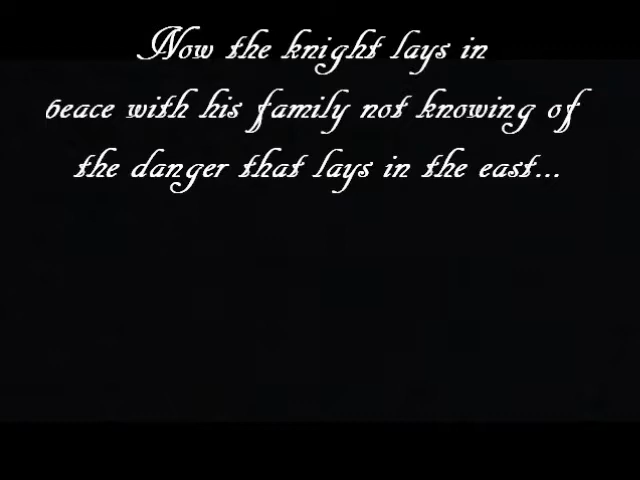 Now the knight lays in
6eace with his family not knowing of
the danger that lays in the east...